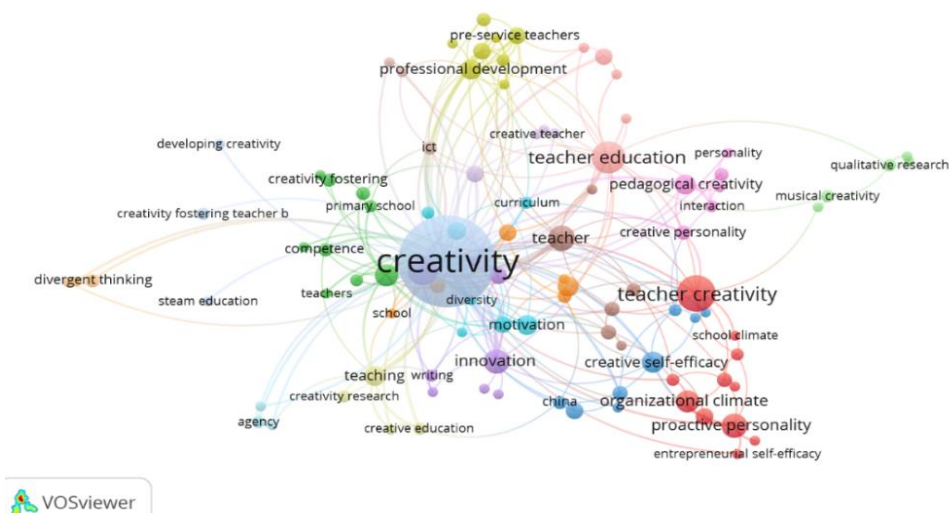 pre-service teachers
professional development
developing creativity
creative teacher
ict
teacher education
personality
qualitative research
creativity fostering
pedagogical creativity
musical creativity
primary school
curriculum
interaction
creativity fostering teacher b
creative personality
teacher
competence
creativity
divergent thinking
teachers
teacher creativity
steam education
diversity
school
motivation
school climate
innovation
creative self-efficacy
teaching
writing
creativity research
china
organizational climate
agency
creative education
proactive personality
entrepreneurial self-efficacy
VOSviewer